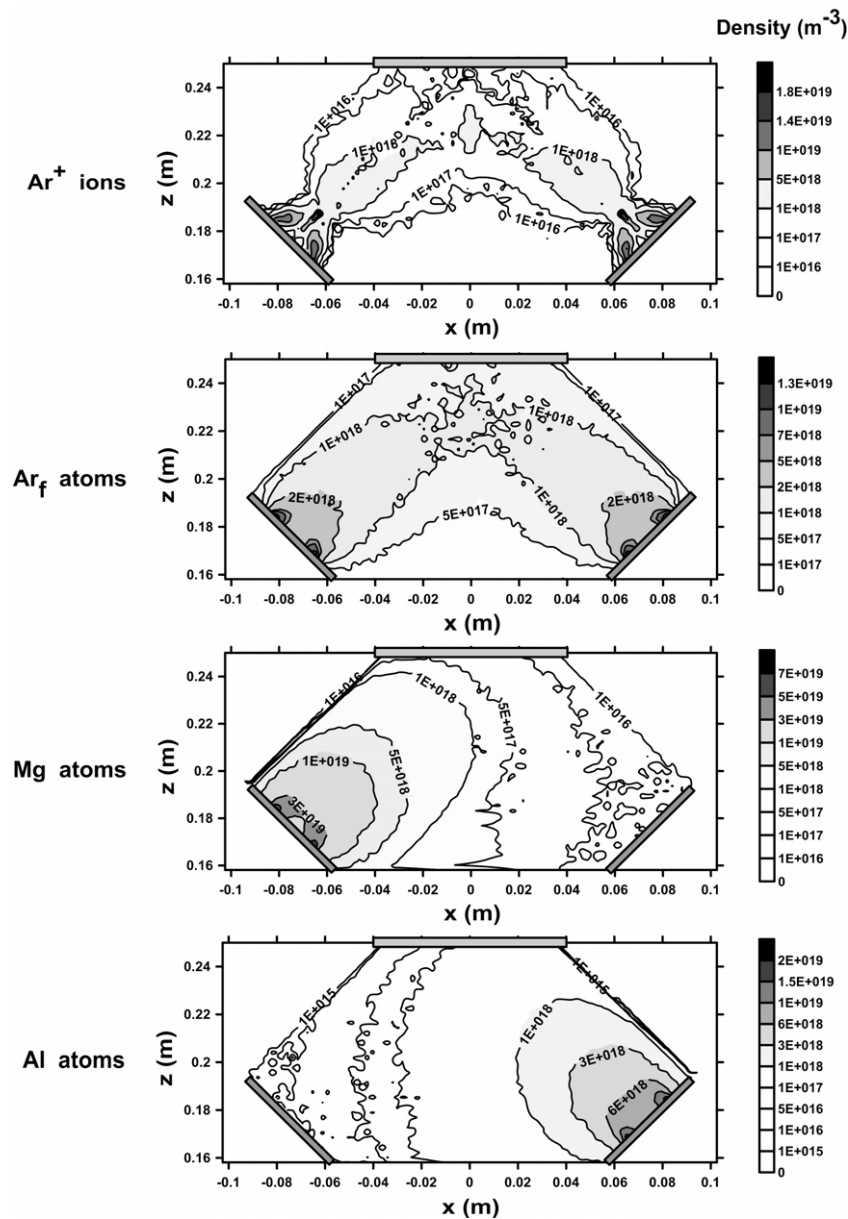 Density (m⁻³)
Ar⁺ ions
z (m)
0.24
0.22
0.2
0.18
0.16
1E+016
1E+016
1E+018
1E+018
1E+017
1E+016
-0.1 -0.08 -0.06 -0.04 -0.02 0 0.02 0.04 0.06 0.08 0.1
x (m)
1.8E+019
1.4E+019
1E+019
5E+018
1E+018
1E+017
1E+016
0
Ar_f atoms
z (m)
0.24
0.22
0.2
0.18
0.16
1E+017
1E+017
1E+018
1E+018
2E+018
2E+018
1E+018
5E+017
-0.1 -0.08 -0.06 -0.04 -0.02 0 0.02 0.04 0.06 0.08 0.1
x (m)
1.3E+019
1E+019
7E+018
5E+018
2E+018
1E+018
5E+017
1E+017
0
Mg atoms
z (m)
0.24
0.22
0.2
0.18
0.16
1E+016
1E+018
5E+017
1E+016
1E+019
5E+018
3E+019
-0.1 -0.08 -0.06 -0.04 -0.02 0 0.02 0.04 0.06 0.08 0.1
x (m)
7E+019
5E+019
3E+019
1E+019
5E+018
1E+018
5E+017
1E+017
1E+016
0
Al atoms
z (m)
0.24
0.22
0.2
0.18
0.16
1E+015
1E+015
1E+018
3E+018
6E+018
-0.1 -0.08 -0.06 -0.04 -0.02 0 0.02 0.04 0.06 0.08 0.1
x (m)
2E+019
1.5E+019
1E+019
6E+018
3E+018
1E+018
1E+017
5E+016
1E+016
1E+015
0